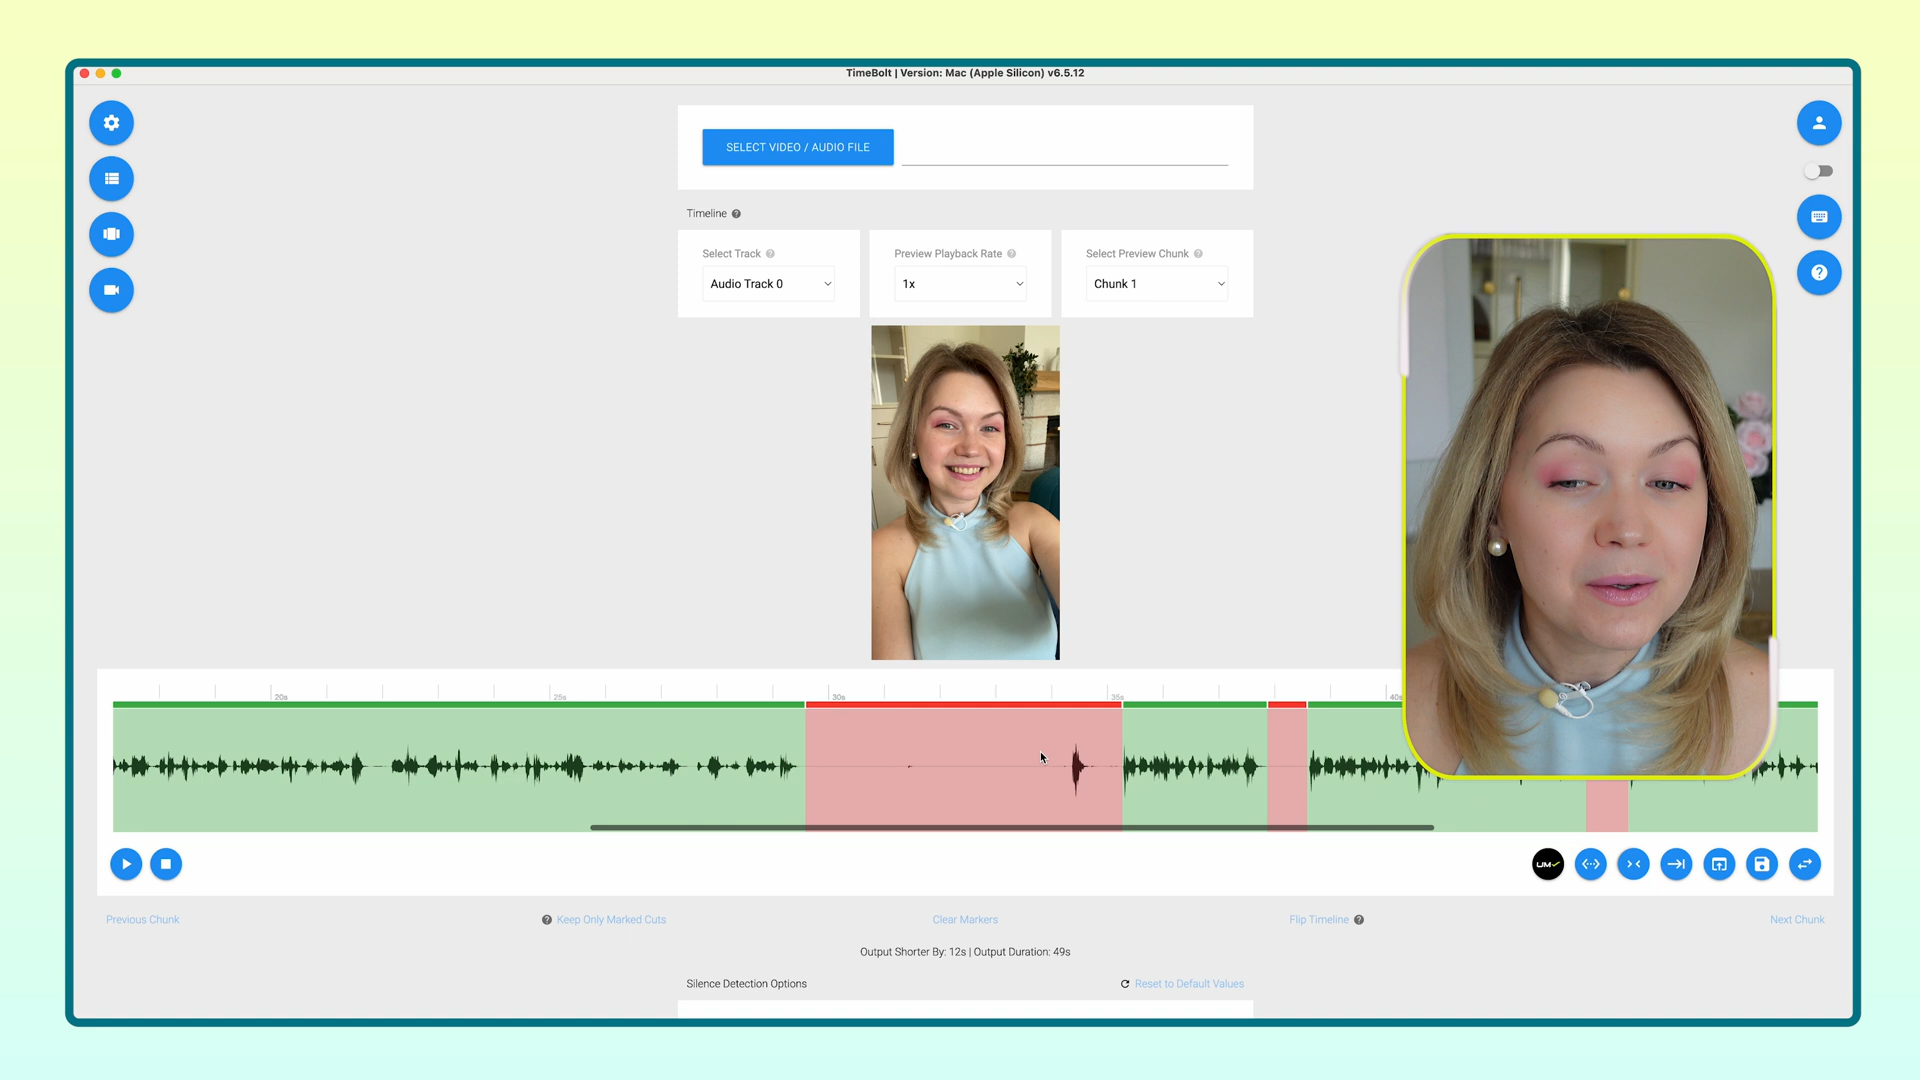 TimeBolt | Version: Mac (Apple Silicon) v6.5.12
SELECT VIDEO / AUDIO FILE
Timeline
Select Track
Preview Playback Rate
Select Preview Chunk
Audio Track 0
1x
Chunk 1
20s
25s
30s
35s
40s
UM
Previous Chunk
Keep Only Marked Cuts
Clear Markers
Flip Timeline
Next Chunk
Output Shorter By: 12s | Output Duration: 49s
Silence Detection Options
Reset to Default Values